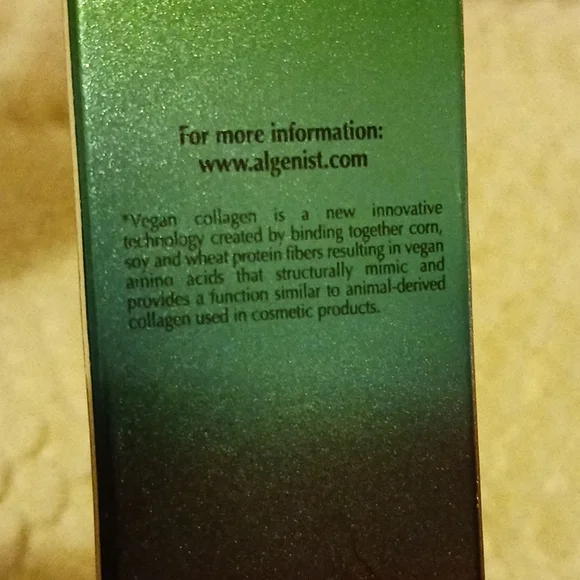 For more information:
www.algenist.com
*Vegan collagen is a new innovative
technology created by binding together corn,
soy and wheat protein fibers resulting in vegan
amino acids that structurally mimic and
provides a function similar to animal-derived
collagen used in cosmetic products.